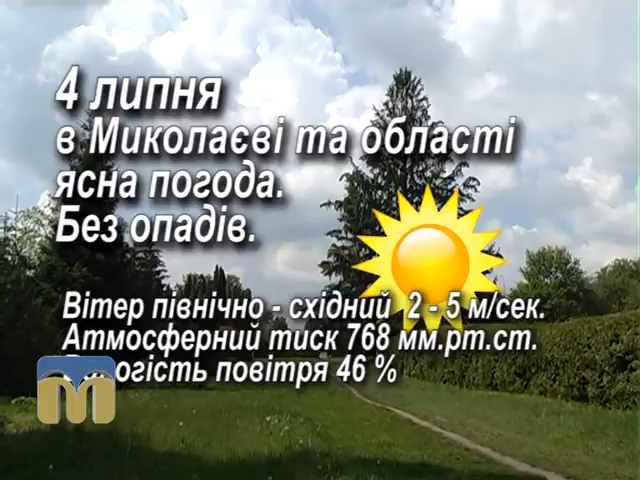 4 липня
в Миколаєві та області
ясна погода.
Без опадів.
Вітер північно - східний 2 - 5 м/сек.
Атмосферний тиск 768 мм.рт.ст.
повітря 46 %